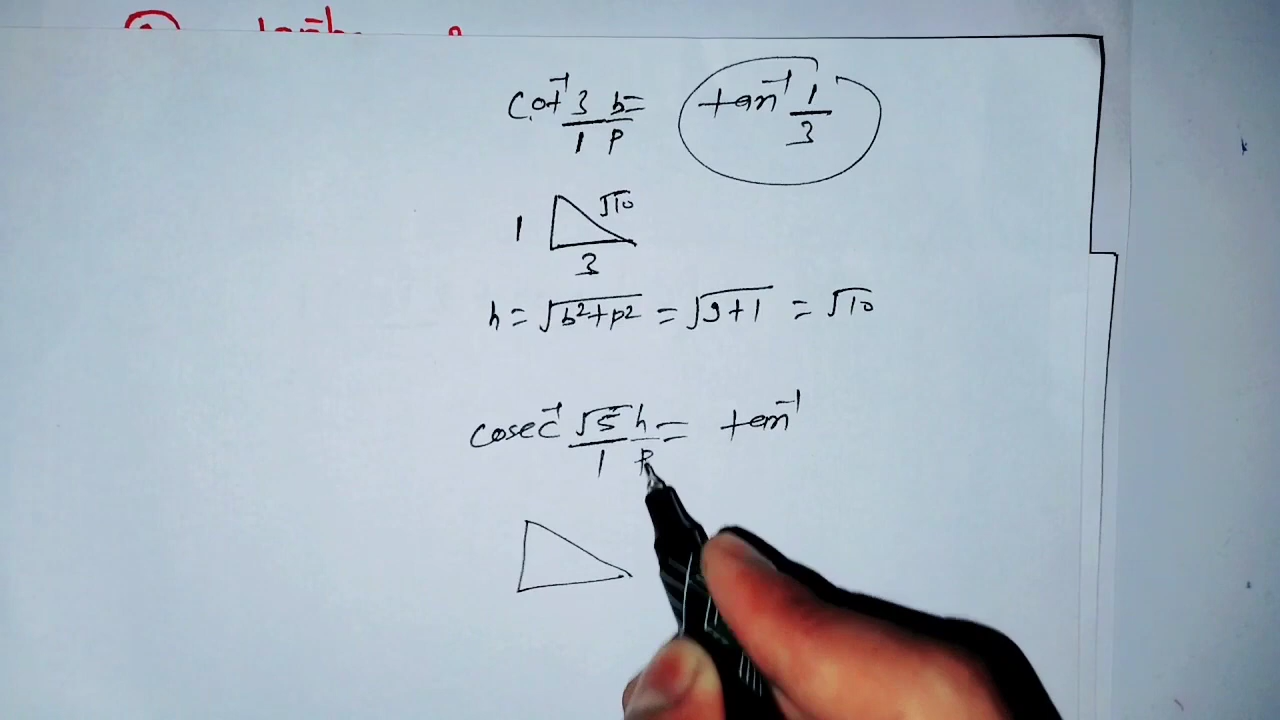 cot⁻¹ 3/1 b/p = tan⁻¹ 1/3
1 √10
3
h = √b²+p² = √9+1 = √10
cosec⁻¹ √5/1 h/p = tan⁻¹